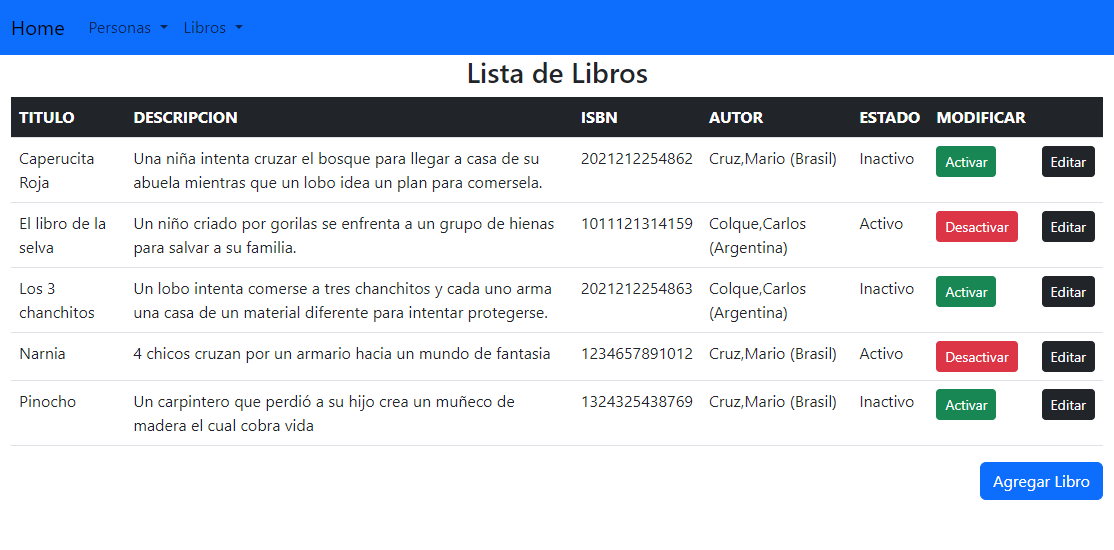 Home Personas Libros
Lista de Libros
TITULO DESCRIPCION ISBN AUTOR ESTADO MODIFICAR
Caperucita Roja Una niña intenta cruzar el bosque para llegar a casa de su abuela mientras que un lobo idea un plan para comersela. 2021212254862 Cruz,Mario (Brasil) Inactivo Activar Editar
El libro de la selva Un niño criado por gorilas se enfrenta a un grupo de hienas para salvar a su familia. 1011121314159 Colque,Carlos (Argentina) Activo Desactivar Editar
Los 3 chanchitos Un lobo intenta comerse a tres chanchitos y cada uno arma una casa de un material diferente para intentar protegerse. 2021212254863 Colque,Carlos (Argentina) Inactivo Activar Editar
Narnia 4 chicos cruzan por un armario hacia un mundo de fantasia 1234657891012 Cruz,Mario (Brasil) Activo Desactivar Editar
Pinocho Un carpintero que perdió a su hijo crea un muñeco de madera el cual cobra vida 1324325438769 Cruz,Mario (Brasil) Inactivo Activar Editar
Agregar Libro